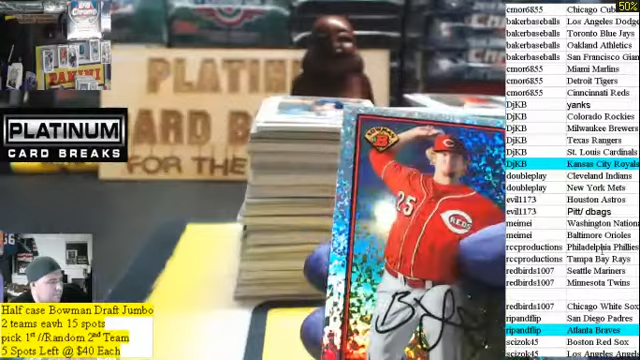 50%
cmor6855 Chicago Cub
bakerbaseballs Los Angeles Dodge
bakerbaseballs Toronto Blue Jays
bakerbaseballs Oakland Athletics
bakerbaseballs San Francisco Gian
cmor6855 Miami Marlins
cmor6855 Detroit Tigers
cmor6855 Cinncinnati Reds
DjKB yanks
DjKB Colorado Rockies
DjKB Milwaukee Brewers
DjKB Texas Rangers
DjKB St. Louis Cardinals
DjKB Kansas City Royals
doubleplay Cleveland Indians
doubleplay New York Mets
evil1173 Houston Astros
evil1173 Pitt/ dbags
meimei Washington National
meimei Baltimore Orioles
rccproductions Philadelphia Phillies
rccproductions Tampa Bay Rays
redbirds1007 Seattle Mariners
redbirds1007 Minnesota Twins
redbirds1007 Chicago White Sox
ripandflip San Diego Padres
ripandflip Atlanta Braves
scizok45 Boston Red Sox
scizok45 Los Angeles Angel
PANINI
PLATINUM
CARD BREAKS
PLATINUM
ARD B
FOR THE
BOWMAN
REDS
25
Half case Bowman Draft Jumbo
2 teams eavh 15 spots
pick 1st //Random 2nd Team
5 Spots Left @ $40 Each